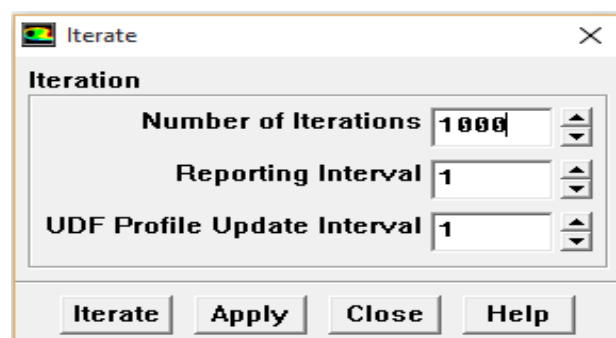 Iterate
Iteration
Number of Iterations 1000
Reporting Interval 1
UDF Profile Update Interval 1
Iterate Apply Close Help